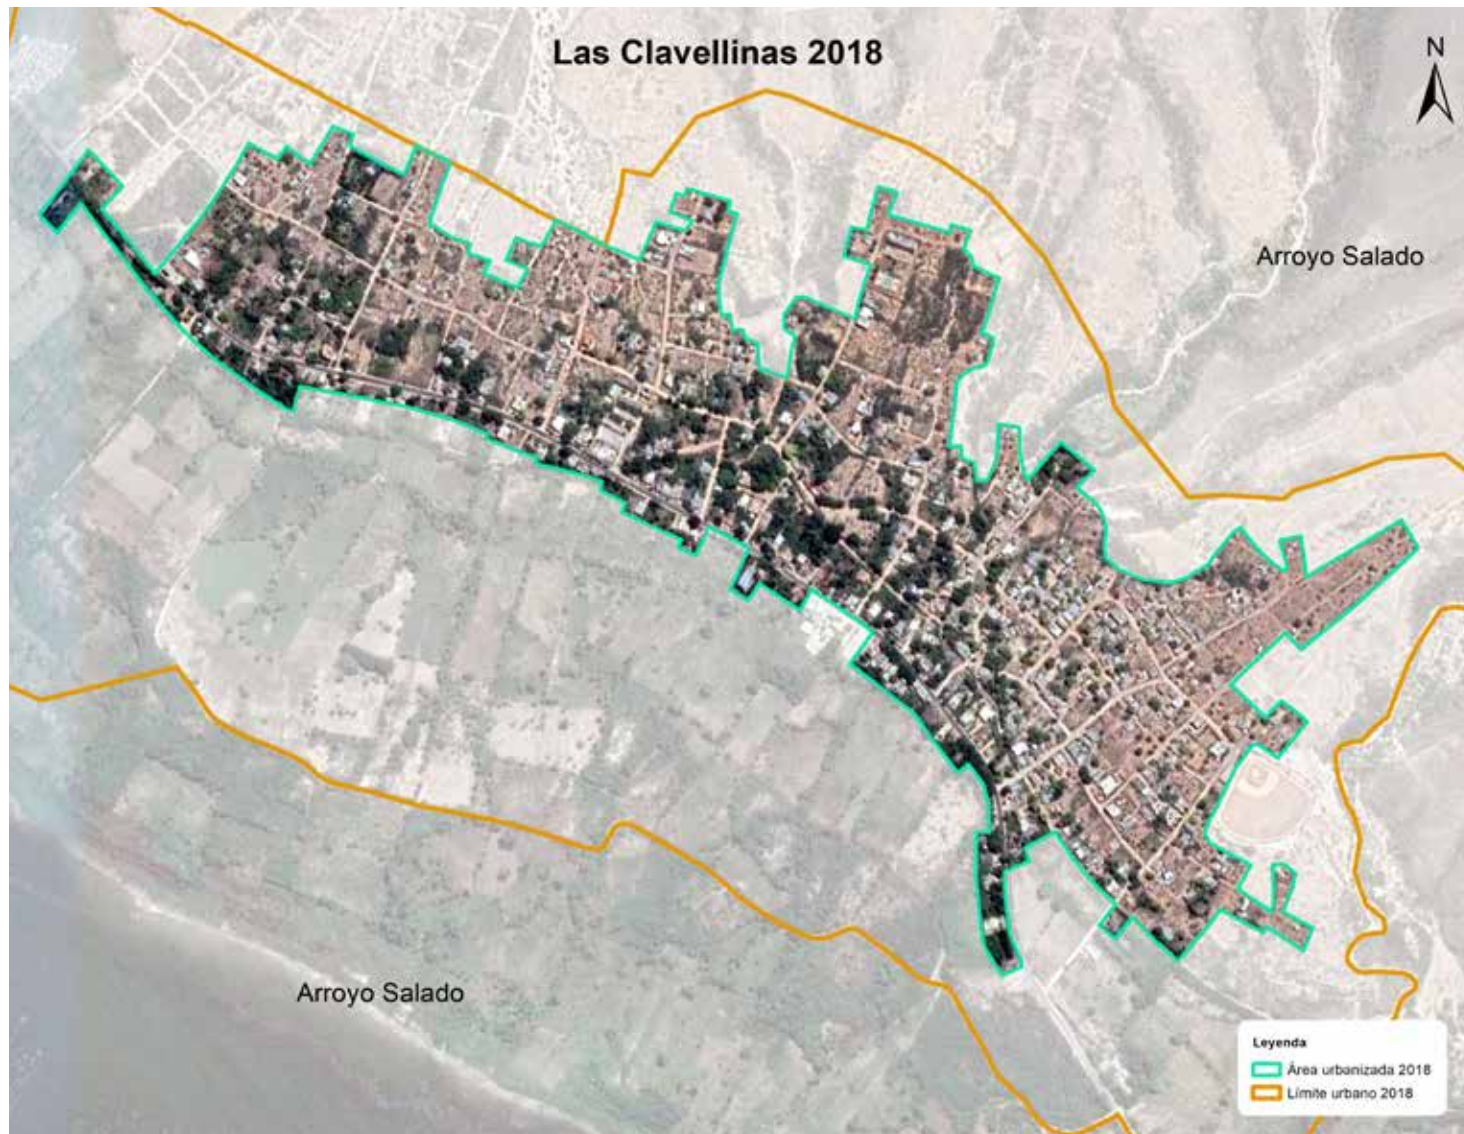 Las Clavellinas 2018
N
Arroyo Salado
Arroyo Salado
Leyenda
Área urbanizada 2018
Límite urbano 2018